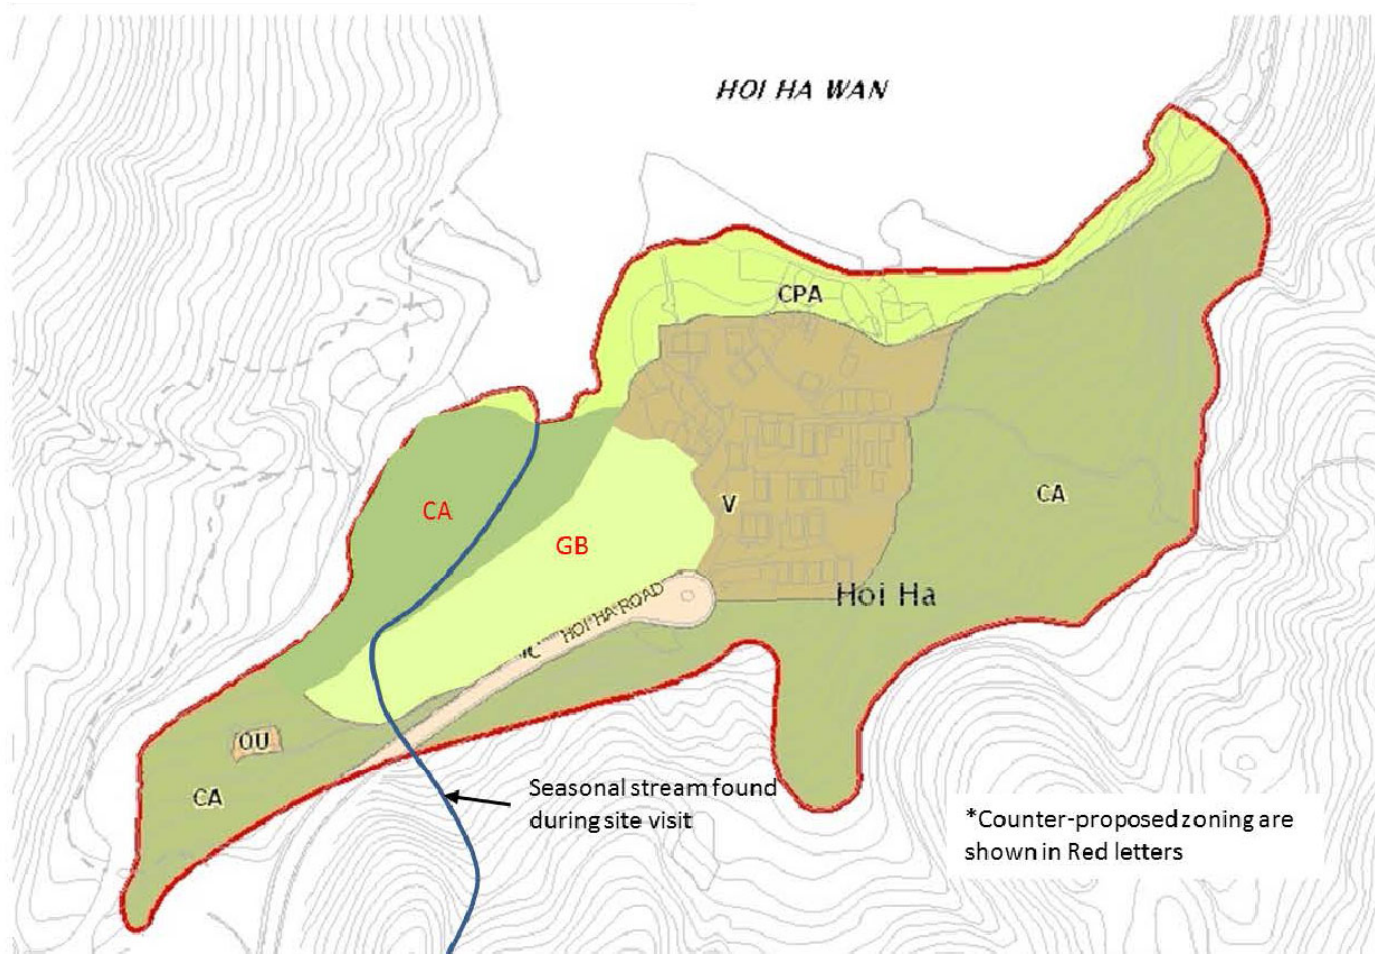 HOI HA WAN
CPA
CA
CA
V
GB
Hoi Ha
HOI HA ROAD
OU
CA
Seasonal stream found
during site visit
*Counter-proposed zoning are
shown in Red letters